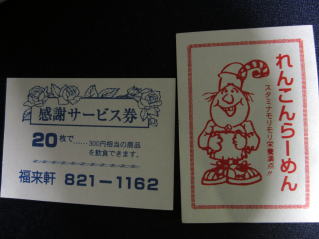 感謝サービス券
20枚で……300円相当の商品
を飲食できます。
福来軒 821-1162
れんこんらーめん
スタミナモリモリ栄養満点!!